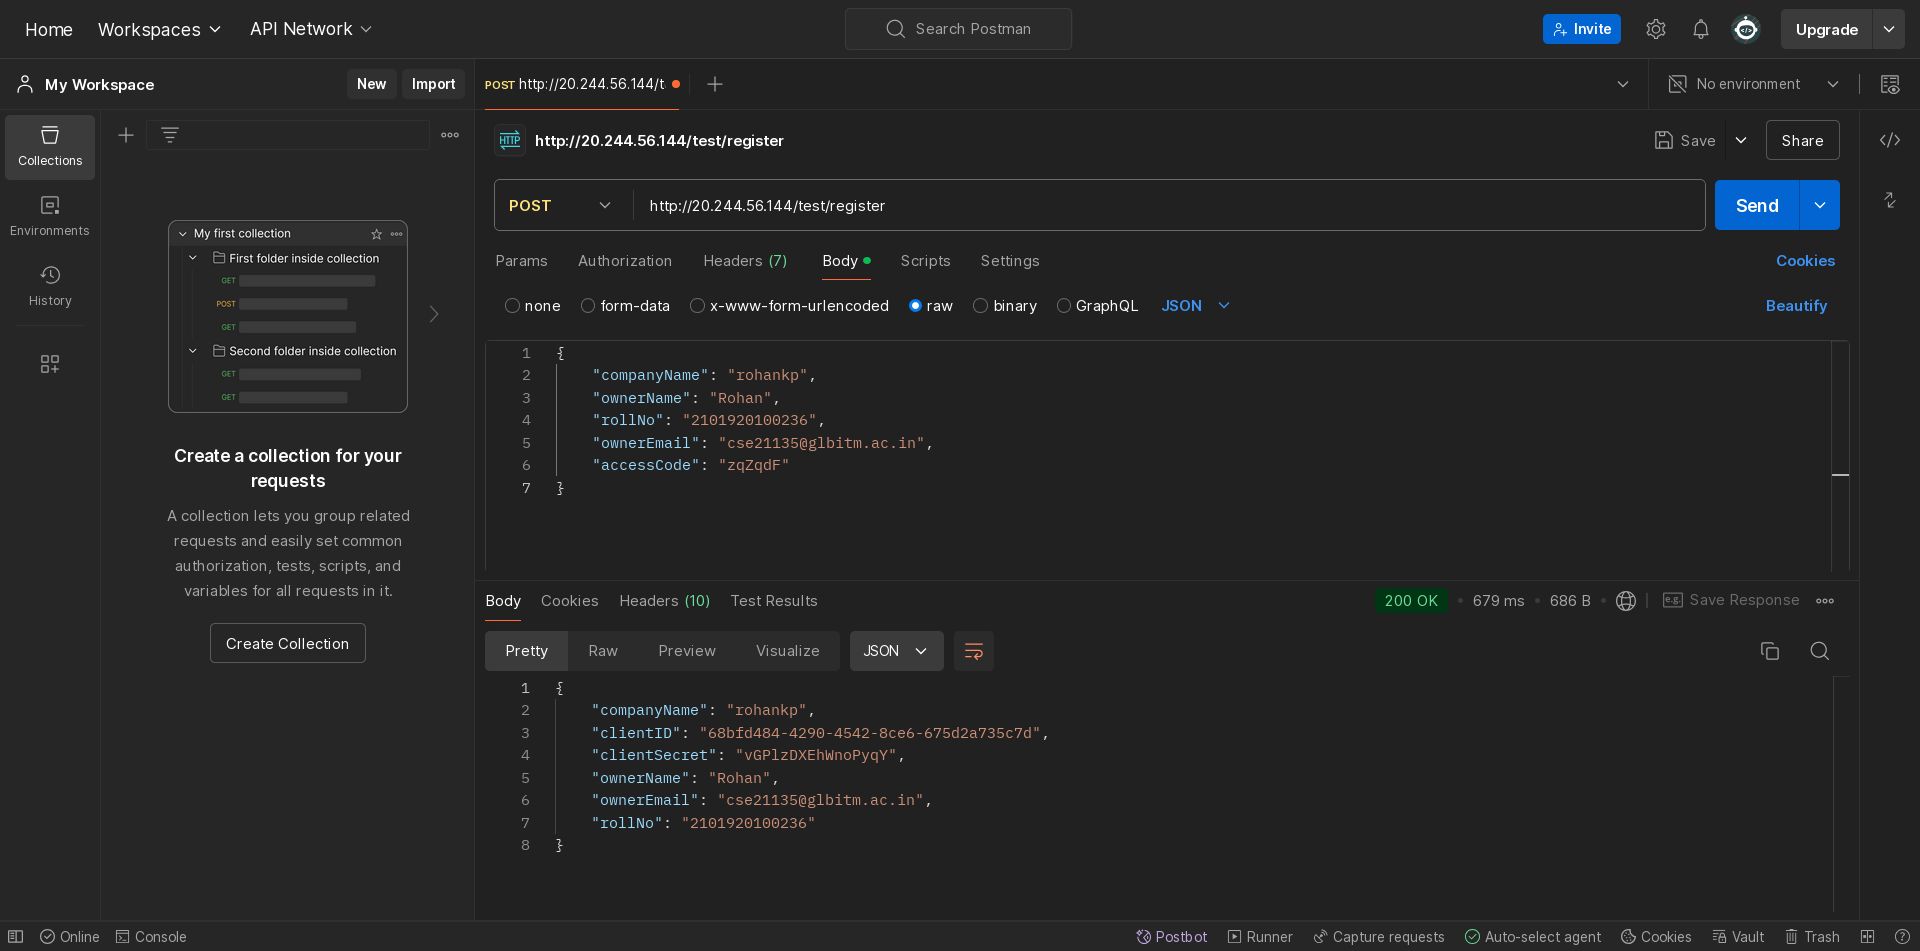 Home Workspaces API Network Search Postman Invite Upgrade
My Workspace New Import POST http://20.244.56.144/t No environment
Collections
Environments
History
My first collection
First folder inside collection
GET
POST
GET
Second folder inside collection
GET
GET
Create a collection for your
requests
A collection lets you group related
requests and easily set common
authorization, tests, scripts, and
variables for all requests in it.
Create Collection
HTTP http://20.244.56.144/test/register Save Share
POST http://20.244.56.144/test/register Send
Params Authorization Headers (7) Body Scripts Settings Cookies
none form-data x-www-form-urlencoded raw binary GraphQL JSON Beautify
1 {
2 "companyName": "rohankp",
3 "ownerName": "Rohan",
4 "rollNo": "2101920100236",
5 "ownerEmail": "cse21135@glbitm.ac.in",
6 "accessCode": "zqZqdF"
7 }
Body Cookies Headers (10) Test Results 200 OK 679 ms 686 B e.g. Save Response
Pretty Raw Preview Visualize JSON
1 {
2 "companyName": "rohankp",
3 "clientID": "68bfd484-4290-4542-8ce6-675d2a735c7d",
4 "clientSecret": "vGPlzDXEhWnoPyqY",
5 "ownerName": "Rohan",
6 "ownerEmail": "cse21135@glbitm.ac.in",
7 "rollNo": "2101920100236"
8 }
Online Console Postbot Runner Capture requests Auto-select agent Cookies Vault Trash